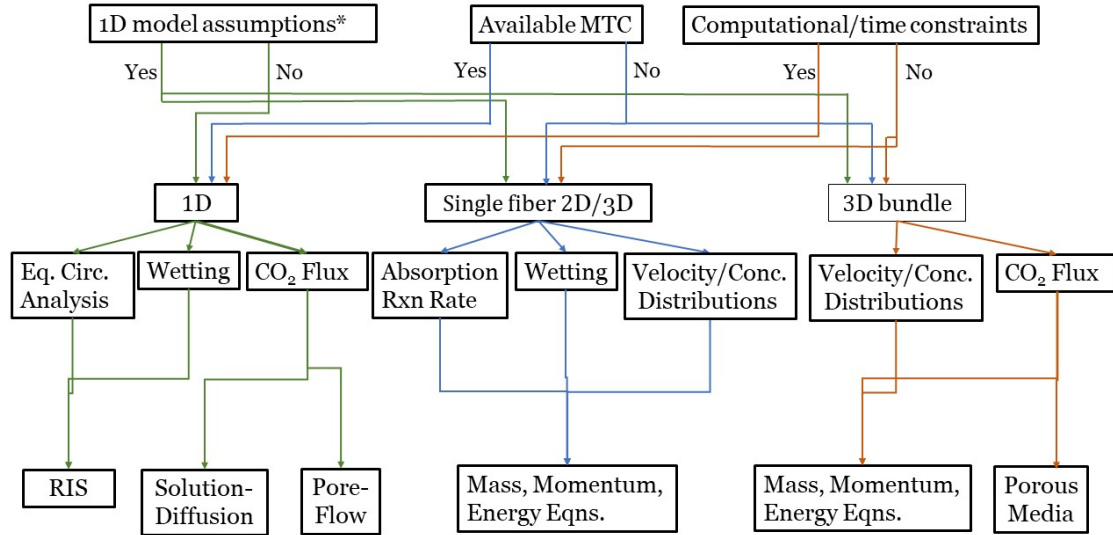 1D model assumptions*
Available MTC
Computational/time constraints
Yes
No
Yes
No
Yes
No
1D
Single fiber 2D/3D
3D bundle
Eq. Circ.
Analysis
Wetting
CO₂ Flux
Absorption
Rxn Rate
Wetting
Velocity/Conc.
Distributions
Velocity/Conc.
Distributions
CO₂ Flux
RIS
Solution-
Diffusion
Pore-
Flow
Mass, Momentum,
Energy Eqns.
Mass, Momentum,
Energy Eqns.
Porous
Media